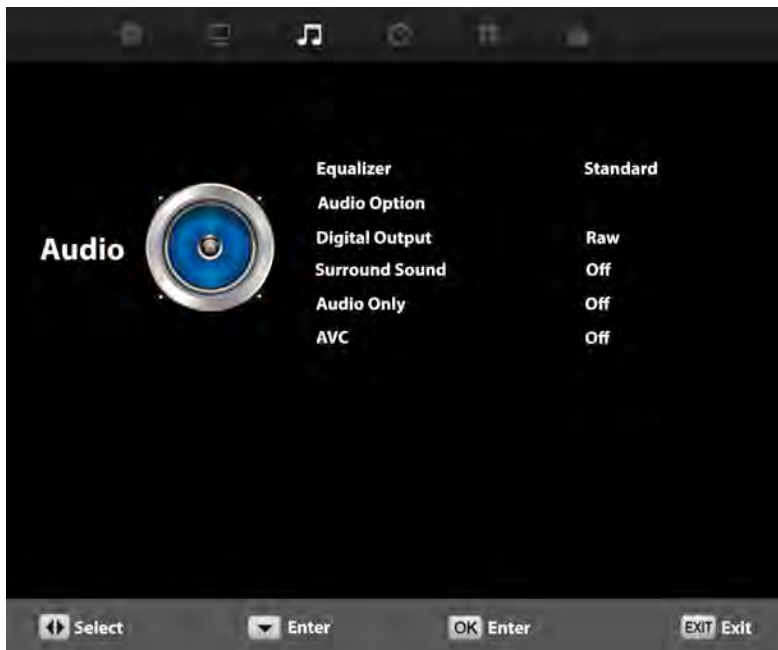 Equalizer Standard
Audio Option
Audio
Digital Output Raw
Surround Sound Off
Audio Only Off
AVC Off
Select Enter OK Enter EXIT Exit